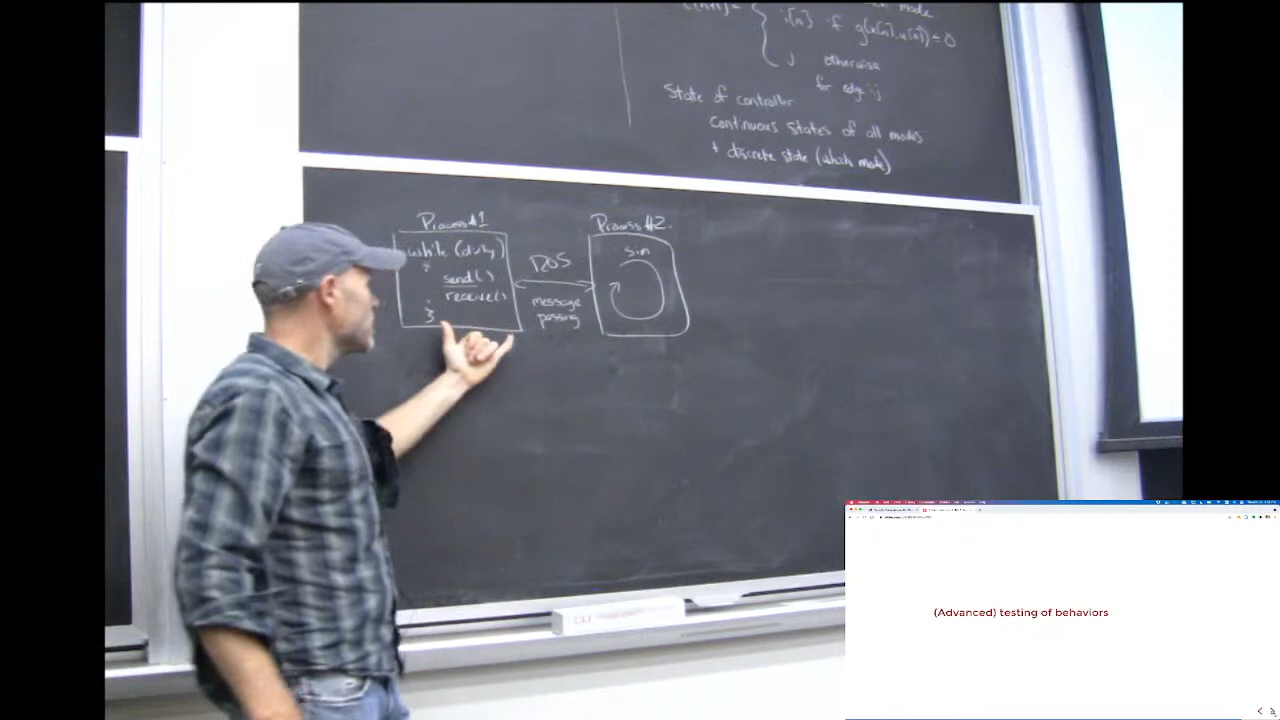 i[n] if g(x[n],u[n]) ≤ 0
j otherwise
for edge ij
State of controller
Continuous states of all modes
+ discrete state (which mode)
Process #1
while (
{
send()
receive()
}
ROS
message
passing
Process #2
sim
(Advanced) testing of behaviors